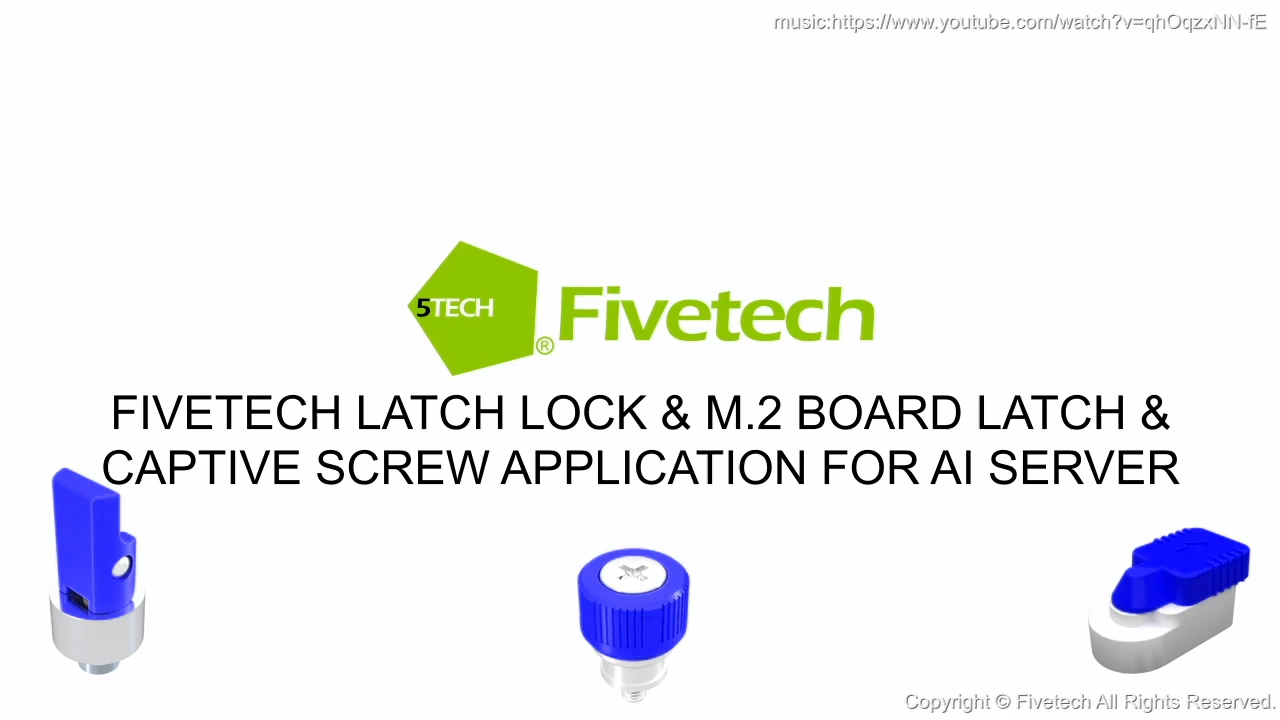 music:https://www.youtube.com/watch?v=qhOqzxNN-fE
5TECH
® Fivetech
FIVETECH LATCH LOCK & M.2 BOARD LATCH &
CAPTIVE SCREW APPLICATION FOR AI SERVER
Copyright © Fivetech All Rights Reserved.